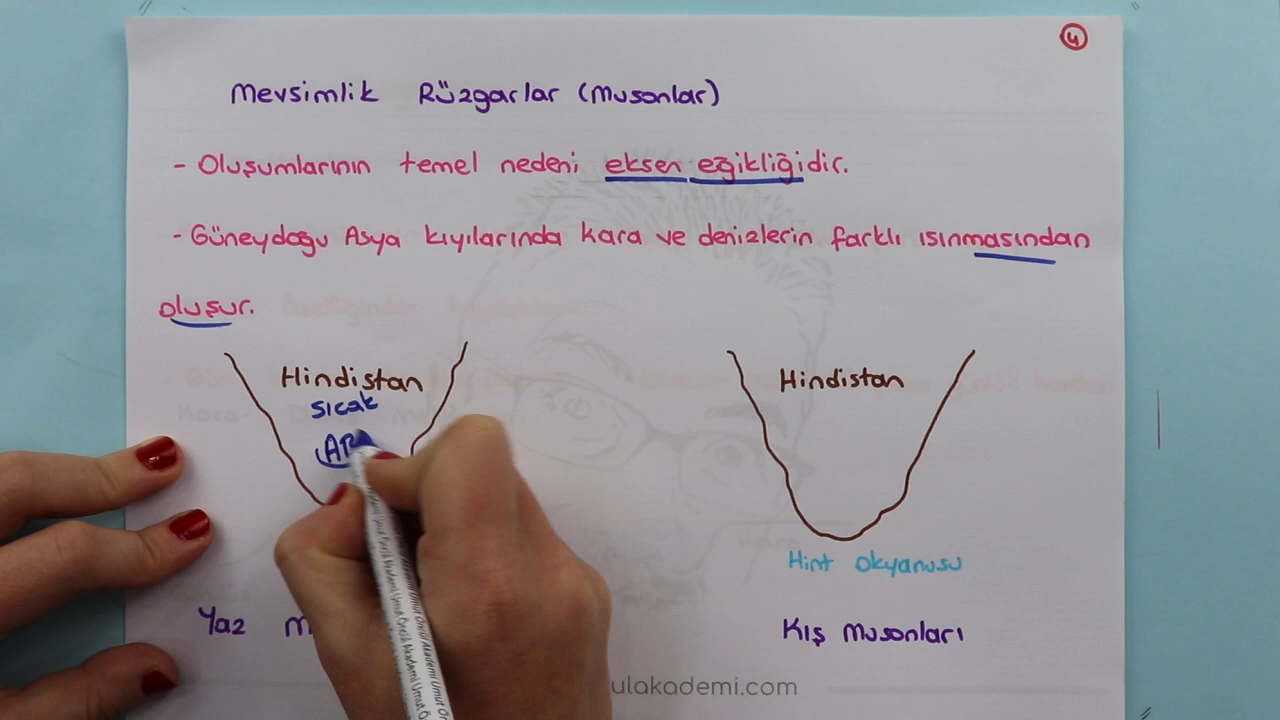 4
Mevsimlik Rüzgarlar (Musonlar)
- Oluşumlarının temel nedeni eksen eğikliğidir.
- Güneydoğu Asya kıyılarında kara ve denizlerin farklı ısınmasından
oluşur.
Hindistan
sıcak
Hindistan
Hint Okyanusu
Yaz
Kış Musonları
ulakademi.com